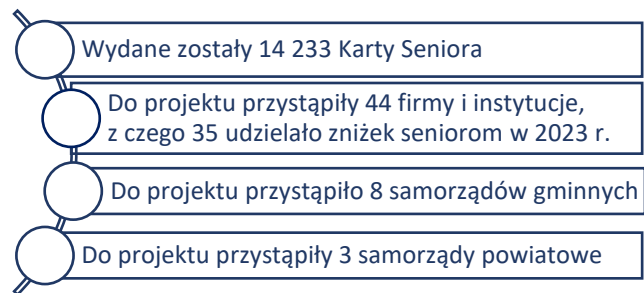 Wydane zostały 14 233 Karty Seniora
Do projektu przystąpiły 44 firmy i instytucje,
z czego 35 udzielało zniżek seniorom w 2023 r.
Do projektu przystąpiło 8 samorządów gminnych
Do projektu przystąpiły 3 samorządy powiatowe